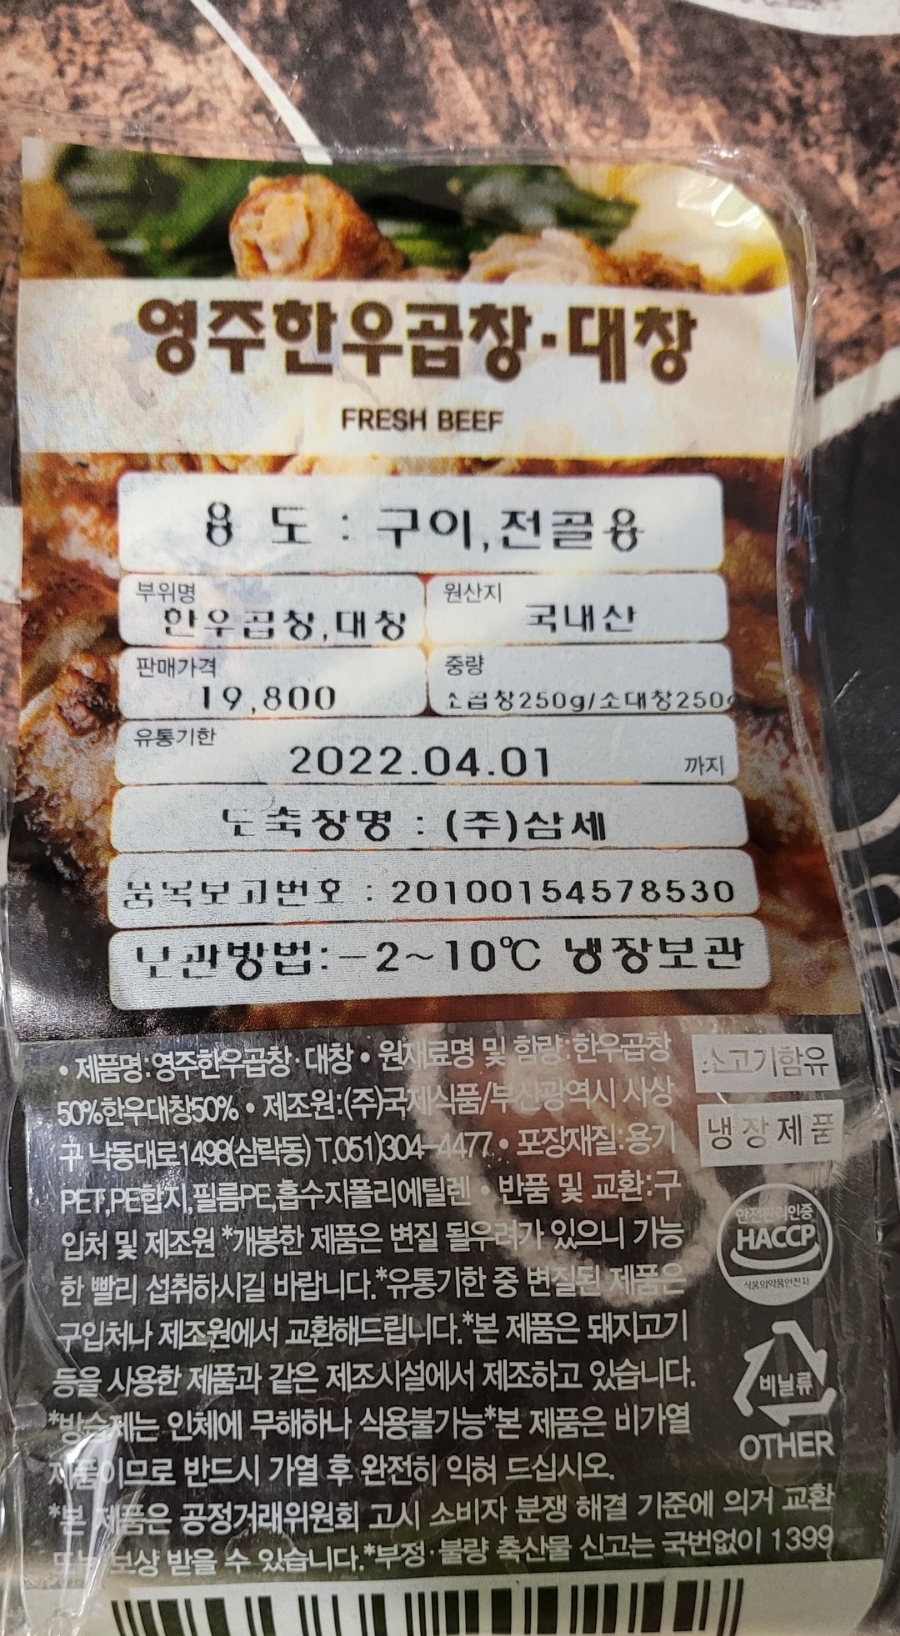 영주한우곱창·대창
FRESH BEEF
용 도 : 구이,전골용
부위명
한우곱창,대창
원산지
국내산
판매가격
19,800
중량
소곱창250g/소대창250g
유통기한
2022.04.01 까지
도축장명 : (주)삼세
품목보고번호 : 201001545785​30
보관방법:-2~10℃ 냉장보관
• 제품명:영주한우곱창·대창 • 원재료명 및 함량:한우곱창
50%한우대창50% • 제조원:(주)국제식품/부산광역시 사상
구 낙동대로1498(삼락동) T.051)304-4477 • 포장재질:용기
PET,PE합지,필름PE,흡수지폴리에틸렌 • 반품 및 교환:구
입처 및 제조원 *개봉한 제품은 변질 될우려가 있으니 가능
한 빨리 섭취하시길 바랍니다.*유통기한 중 변질된 제품은
구입처나 제조원에서 교환해드립니다.*본 제품은 돼지고기
등을 사용한 제품과 같은 제조시설에서 제조하고 있습니다.
*방습제는 인체에 무해하나 식용불가능*본 제품은 비가열
제품이므로 반드시 가열 후 완전히 익혀 드십시오.
*본 제품은 공정거래위원회 고시 소비자 분쟁 해결 기준에 의거 교환
또는 보상 받을 수 있습니다.*부정·불량 축산물 신고는 국번없이 1399
소고기함유
냉장제품
안전관리인증
HACCP
식품의약품안전처
비닐류
OTHER